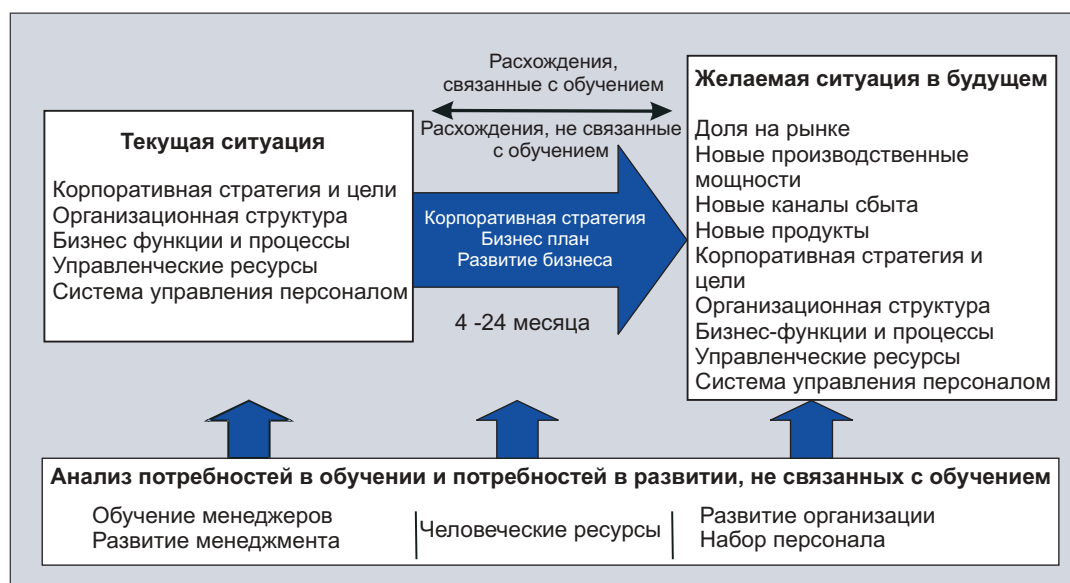 Расхождения,
связанные с обучением
Расхождения, не связанные
с обучением
Текущая ситуация
Корпоративная стратегия и цели
Организационная структура
Бизнес функции и процессы
Управленческие ресурсы
Система управления персоналом
Корпоративная стратегия
Бизнес план
Развитие бизнеса
4 -24 месяца
Желаемая ситуация в будущем
Доля на рынке
Новые производственные
мощности
Новые каналы сбыта
Новые продукты
Корпоративная стратегия и
цели
Организационная структура
Бизнес-функции и процессы
Управленческие ресурсы
Система управления персоналом
Анализ потребностей в обучении и потребностей в развитии, не связанных с обучением
Обучение менеджеров
Развитие менеджмента
Человеческие ресурсы
Развитие организации
Набор персонала